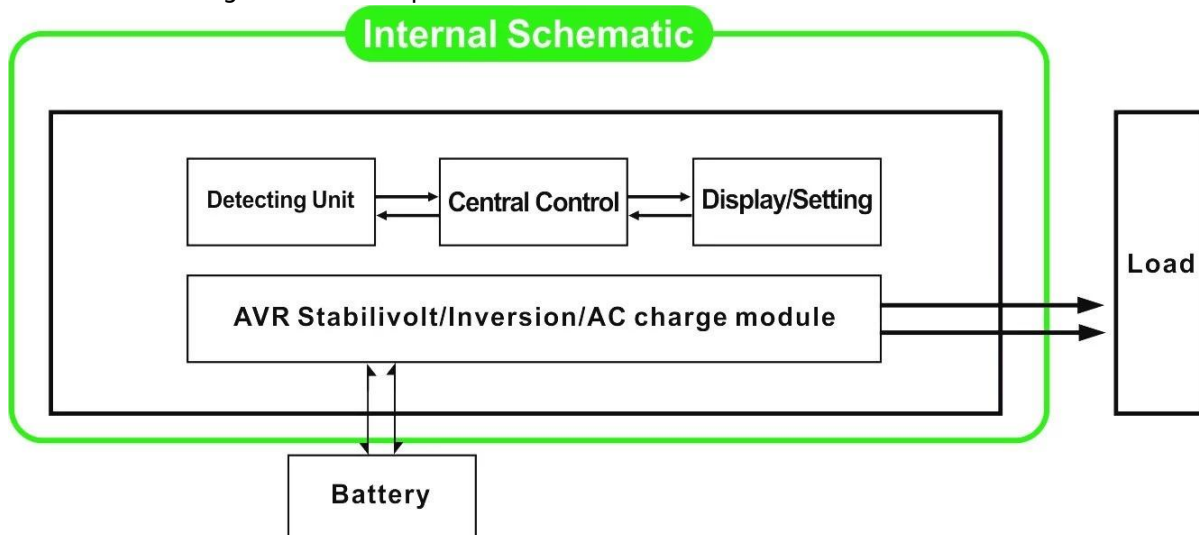 Internal Schematic
Detecting Unit
Central Control
Display/Setting
Load
AVR Stabilivolt/Inversion/AC charge module
Battery